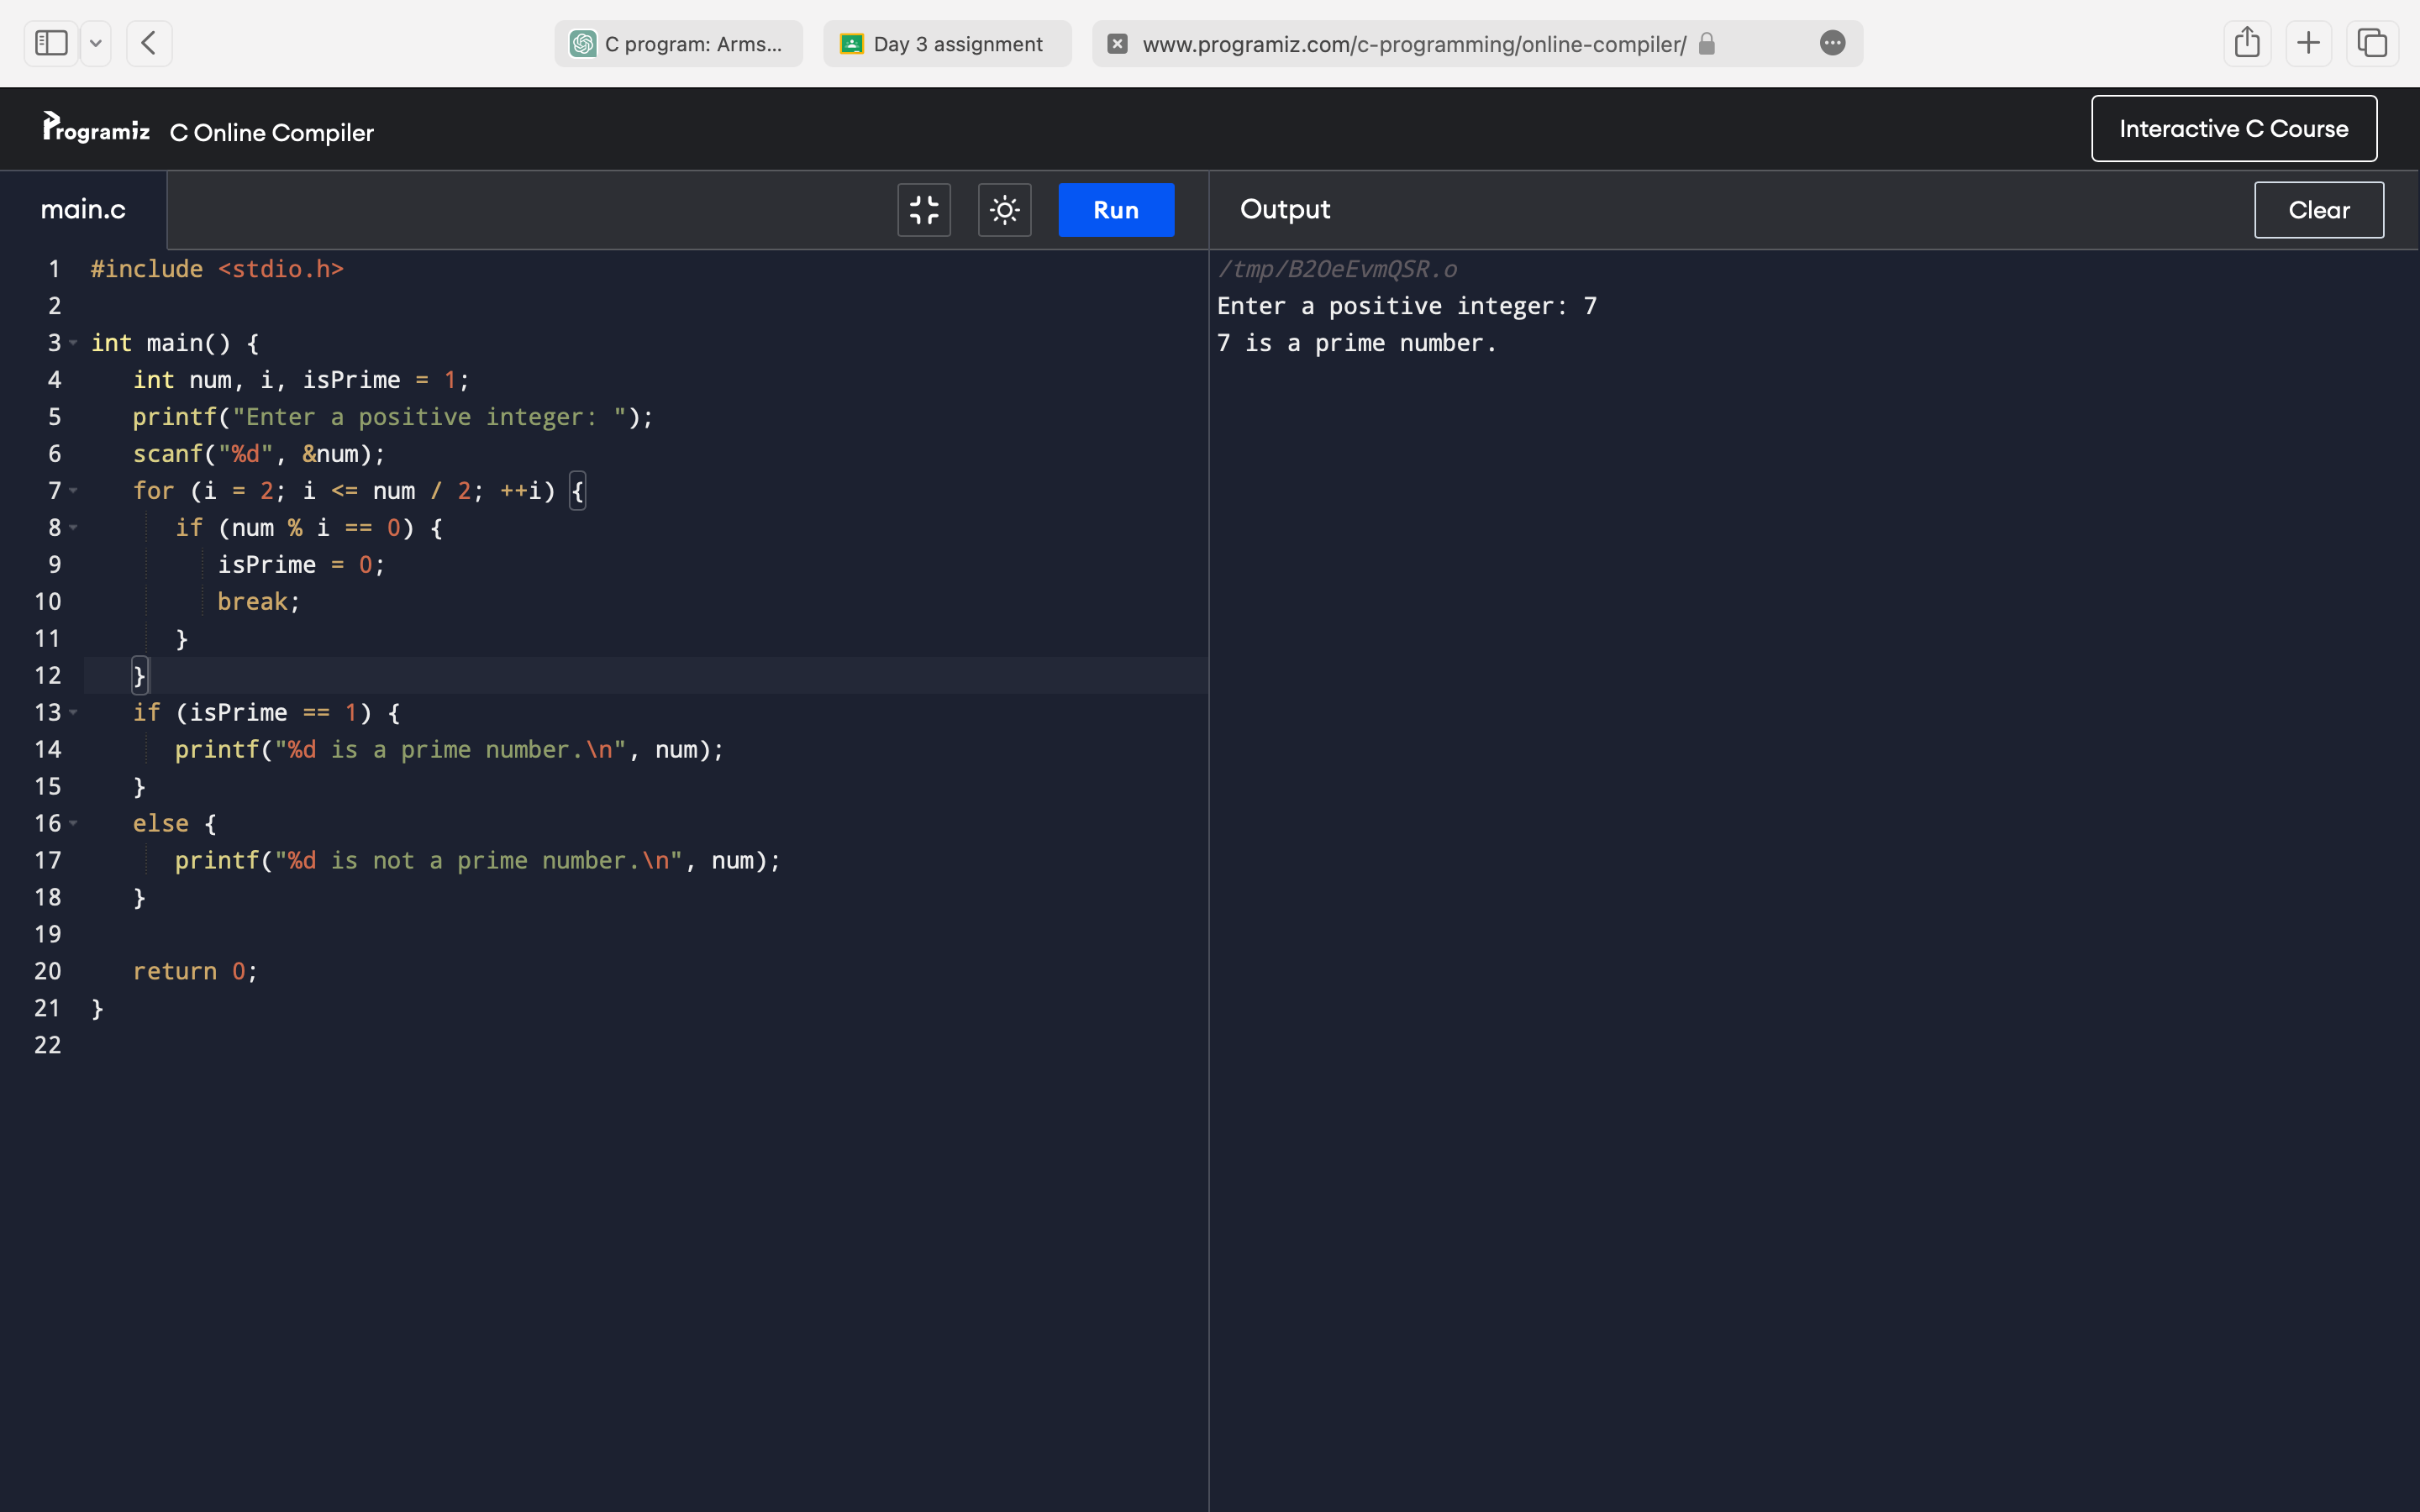 C program: Arms...
Day 3 assignment
www.programiz.com/c-programming/online-compiler/
Programiz C Online Compiler
Interactive C Course
main.c
Run
Output
Clear
1 #include <stdio.h>
2
3 int main() {
4 int num, i, isPrime = 1;
5 printf("Enter a positive integer: ");
6 scanf("%d", &num);
7 for (i = 2; i <= num / 2; ++i) {
8 if (num % i == 0) {
9 isPrime = 0;
10 break;
11 }
12 }
13 if (isPrime == 1) {
14 printf("%d is a prime number.\n", num);
15 }
16 else {
17 printf("%d is not a prime number.\n", num);
18 }
19
20 return 0;
21 }
22
/tmp/B2OeEvmQSR.o
Enter a positive integer: 7
7 is a prime number.